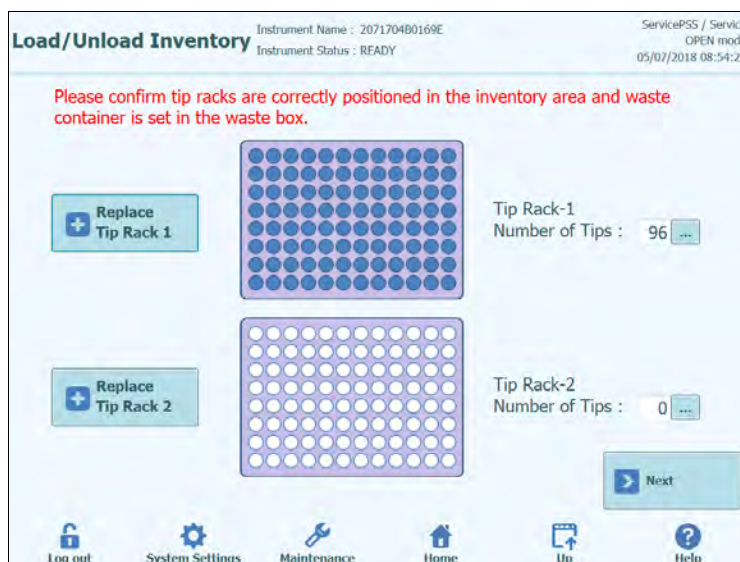 Load/Unload Inventory
Instrument Name : 2071704B0169E
Instrument Status : READY
ServicePSS / Servic
OPEN mod
05/07/2018 08:54:2
Please confirm tip racks are correctly positioned in the inventory area and waste
container is set in the waste box.
Replace
Tip Rack 1
Tip Rack-1
Number of Tips : 96 ...
Replace
Tip Rack 2
Tip Rack-2
Number of Tips : 0 ...
Next
Log out System Settings Maintenance Home Up Help